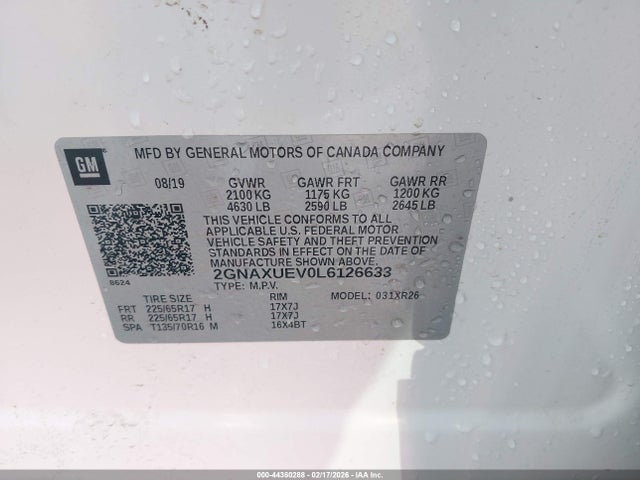 GM
MFD BY GENERAL MOTORS OF CANADA COMPANY
08/19 GVWR GAWR FRT GAWR RR
2100 KG 1175 KG 1200 KG
4630 LB 2590 LB 2645 LB
THIS VEHICLE CONFORMS TO ALL
APPLICABLE U.S. FEDERAL MOTOR
VEHICLE SAFETY AND THEFT PREVENTION
STANDARDS IN EFFECT ON THE DATE OF
MANUFACTURE SHOWN ABOVE.
8624 2GNAXUEV0L6126633
TYPE: M.P.V.
TIRE SIZE RIM MODEL: 031XR26
FRT 225/65R17 H 17X7J
RR 225/65R17 H 17X7J
SPA T135/70R16 M 16X4BT
000-44360288 - 02/17/2026 - IAA Inc.